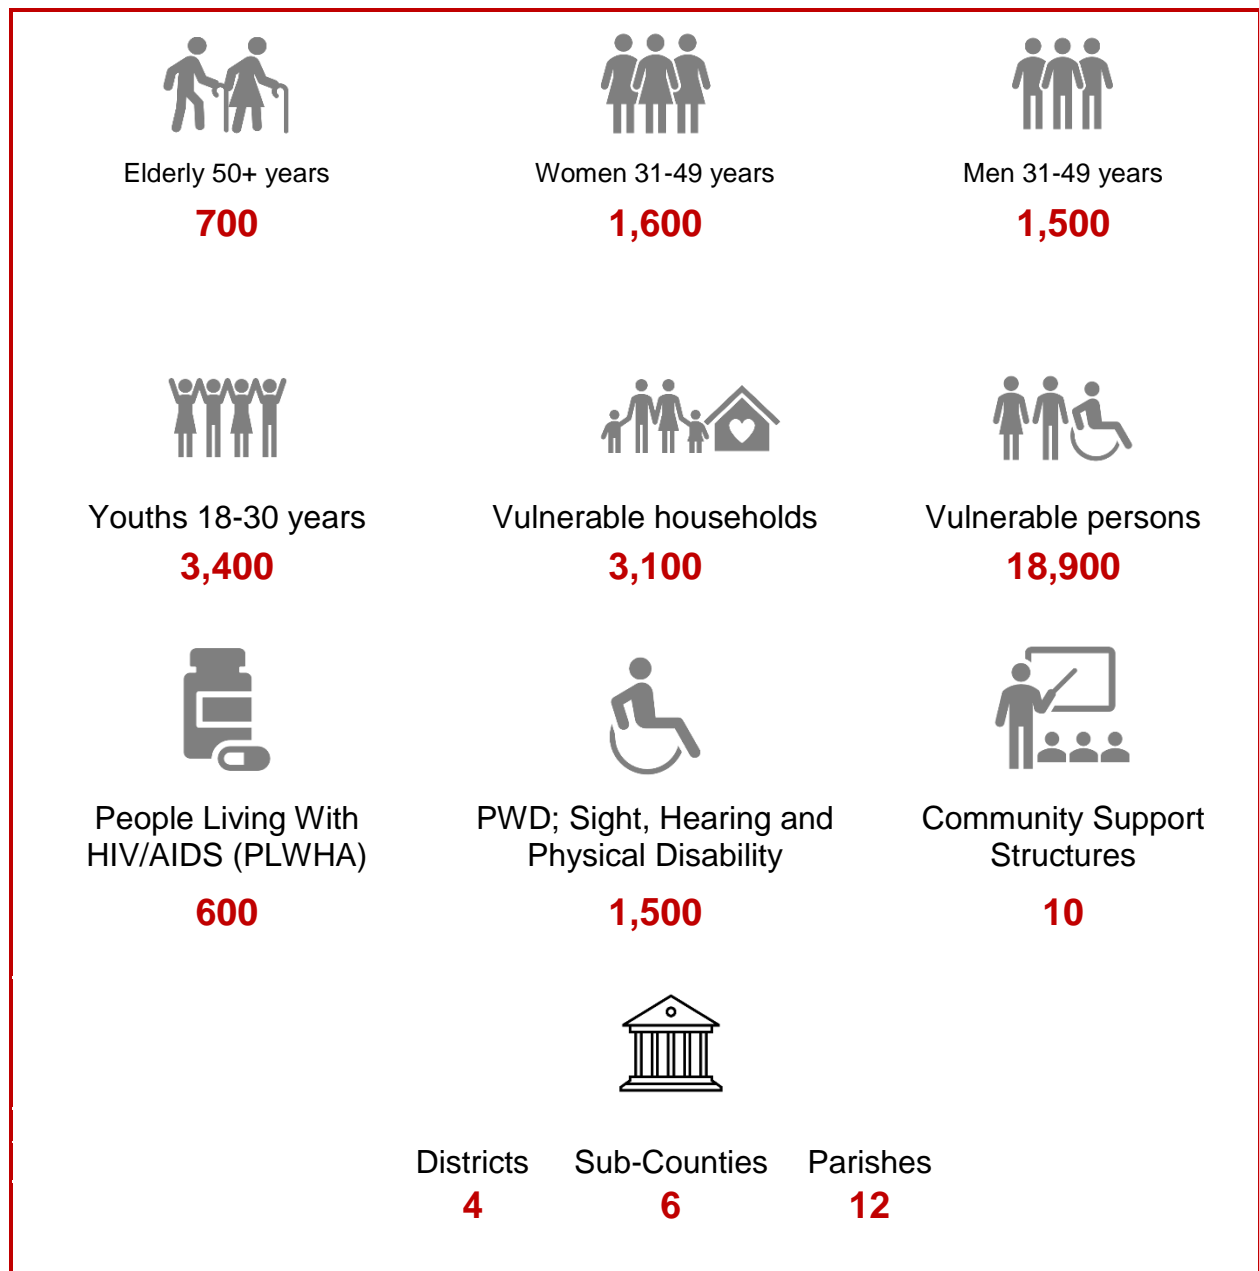 Elderly 50+ years
700
Women 31-49 years
1,600
Men 31-49 years
1,500
Youths 18-30 years
3,400
Vulnerable households
3,100
Vulnerable persons
18,900
People Living With
HIV/AIDS (PLWHA)
600
PWD; Sight, Hearing and
Physical Disability
1,500
Community Support
Structures
10
Districts
4
Sub-Counties
6
Parishes
12